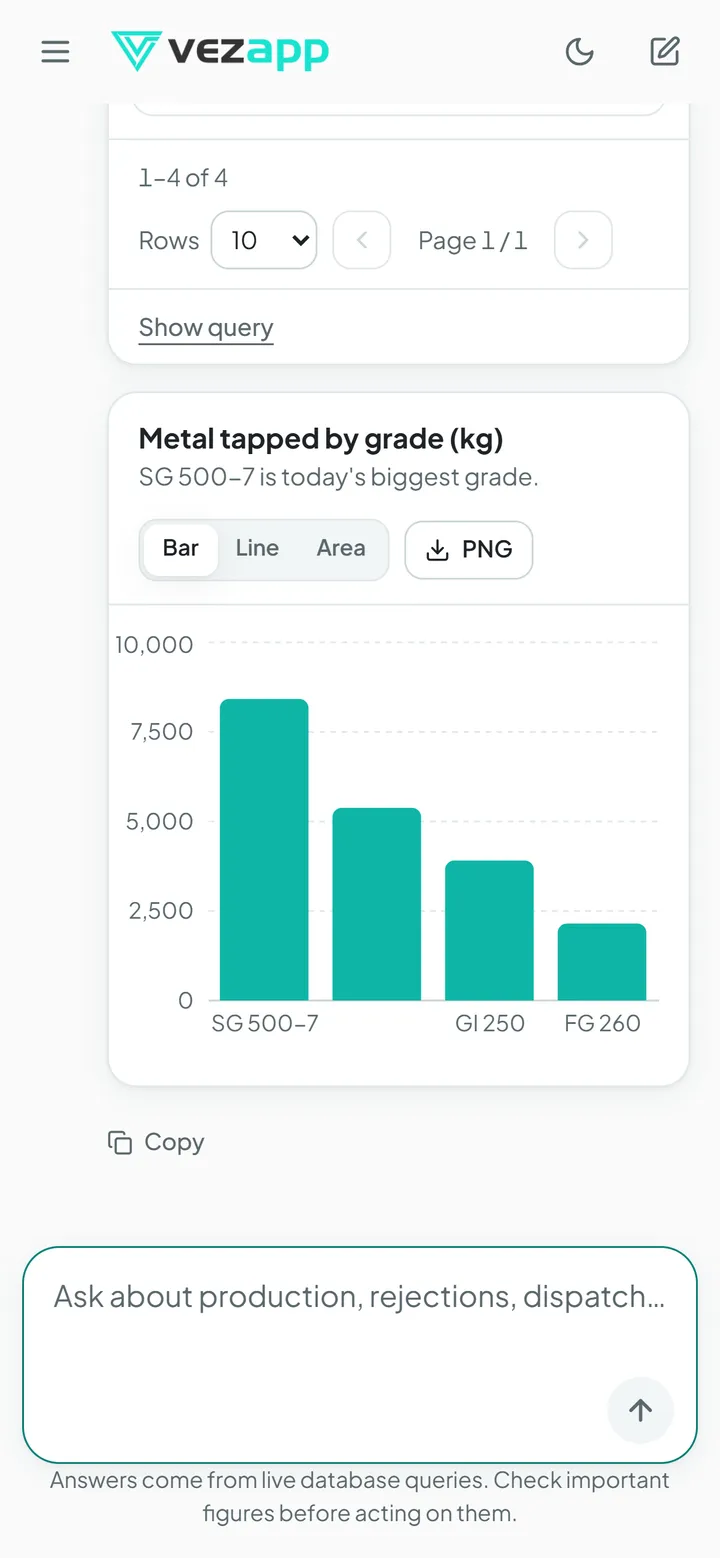 vezapp
1–4 of 4
Rows 10 Page 1 / 1
Show query
Metal tapped by grade (kg)
SG 500–7 is today's biggest grade.
Bar Line Area PNG
10,000
7,500
5,000
2,500
0
SG 500–7 GI 250 FG 260
Copy
Ask about production, rejections, dispatch…
Answers come from live database queries. Check important
figures before acting on them.